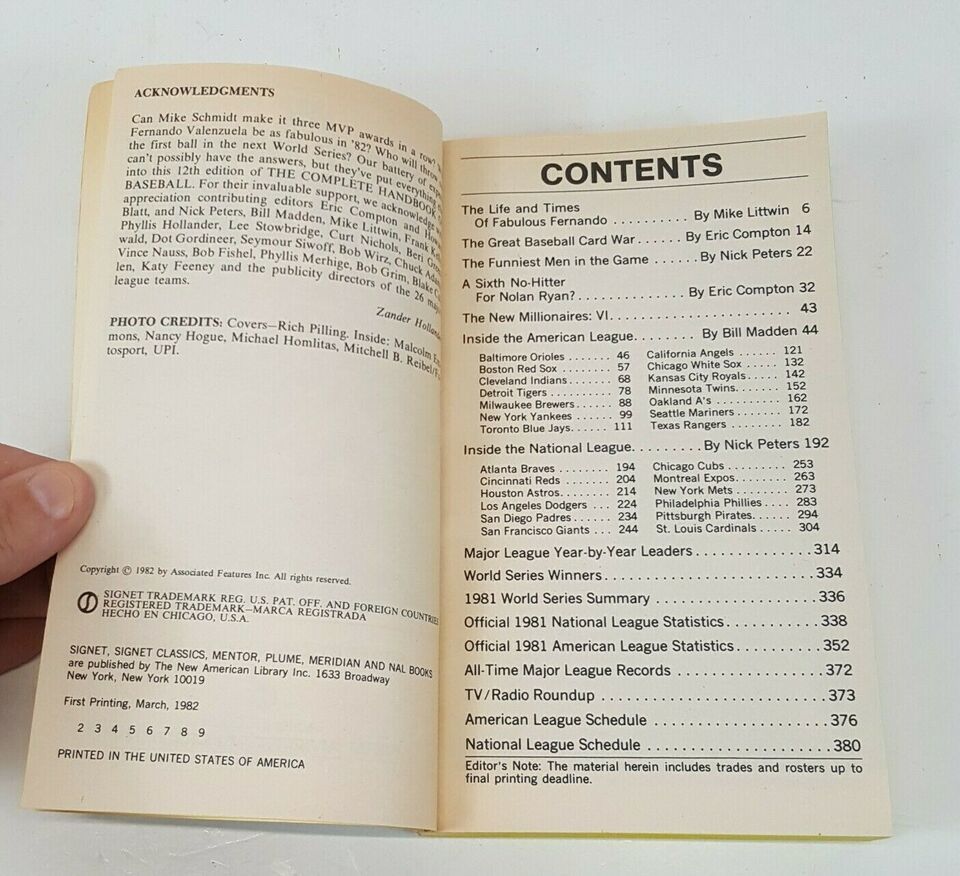 ACKNOWLEDGMENTS
Can Mike Schmidt make it three MVP awards in a row?
Fernando Valenzuela be as fabulous in '82? Who will throw
the first ball in the next World Series? Our battery of
can't possibly have the answers, but they've put everything
into this 12th edition of THE COMPLETE HANDBOOK
BASEBALL. For their invaluable support, we acknowledge
appreciation contributing editors Eric Compton and
Blatt, and Nick Peters, Bill Madden, Mike Littwin, Frank
Phyllis Hollander, Lee Stowbridge, Curt Nichols, Beri
wald, Dot Gordineer, Seymour Siwoff, Bob Wirz, Chuck
Vince Nauss, Bob Fishel, Phyllis Merhige, Bob Grim, Blake
len, Katy Feeney and the publicity directors of the 26
league teams.
Zander
PHOTO CREDITS: Covers—Rich Pilling. Inside: Malcolm
mons, Nancy Hogue, Michael Homlitas, Mitchell B. Reibel/
tosport, UPI.
Copyright © 1982 by Associated Features Inc. All rights reserved.
SIGNET TRADEMARK REG. U.S. PAT. OFF. AND FOREIGN COUNTRIES
REGISTERED TRADEMARK—MARCA REGISTRADA
HECHO EN CHICAGO, U.S.A.
SIGNET, SIGNET CLASSICS, MENTOR, PLUME, MERIDIAN AND NAL BOOKS
are published by The New American Library Inc. 1633 Broadway
New York, New York 10019
First Printing, March, 1982
2 3 4 5 6 7 8 9
PRINTED IN THE UNITED STATES OF AMERICA
CONTENTS
The Life and Times
Of Fabulous Fernando .......... By Mike Littwin 6
The Great Baseball Card War...... By Eric Compton 14
The Funniest Men in the Game ......By Nick Peters 22
A Sixth No-Hitter
For Nolan Ryan?.............. By Eric Compton 32
The New Millionaires: VI......................... 43
Inside the American League........ By Bill Madden 44
Baltimore Orioles ....... 46
Boston Red Sox ........ 57
Cleveland Indians....... 68
Detroit Tigers ......... 78
Milwaukee Brewers...... 88
New York Yankees ...... 99
Toronto Blue Jays...... 111
California Angels ...... 121
Chicago White Sox ...... 132
Kansas City Royals..... 142
Minnesota Twins....... 152
Oakland A's .......... 162
Seattle Mariners ....... 172
Texas Rangers ........ 182
Inside the National League.........By Nick Peters 192
Atlanta Braves ........ 194
Cincinnati Reds ....... 204
Houston Astros........ 214
Los Angeles Dodgers ... 224
San Diego Padres ...... 234
San Francisco Giants ... 244
Chicago Cubs ......... 253
Montreal Expos........ 263
New York Mets ........ 273
Philadelphia Phillies.... 283
Pittsburgh Pirates..... 294
St. Louis Cardinals .... 304
Major League Year-by-Year Leaders .............314
World Series Winners...........................334
1981 World Series Summary .....................336
Official 1981 National League Statistics............338
Official 1981 American League Statistics...........352
All-Time Major League Records .................372
TV/Radio Roundup ............................373
American League Schedule .....................376
National League Schedule ......................380
Editor's Note: The material herein includes trades and rosters up to
final printing deadline.